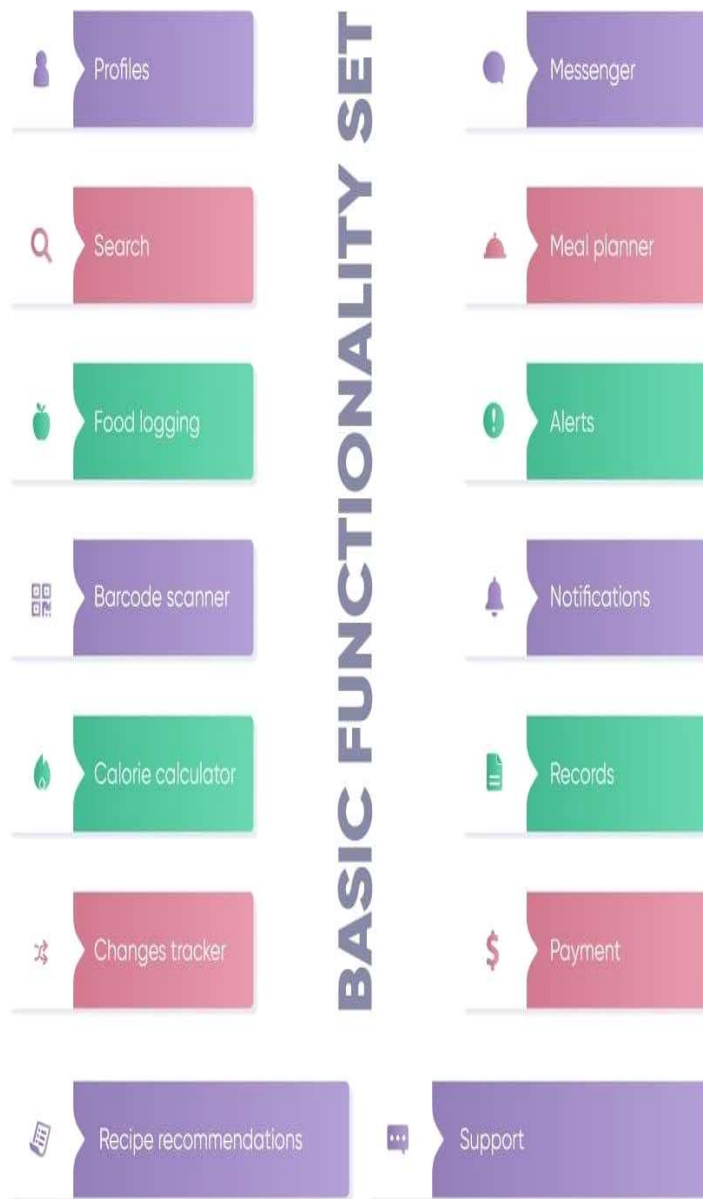 BASIC FUNCTIONALITY SET
Profiles
Search
Food logging
Barcode scanner
Calorie calculator
Changes tracker
Recipe recommendations
Messenger
Meal planner
Alerts
Notifications
Records
Payment
Support